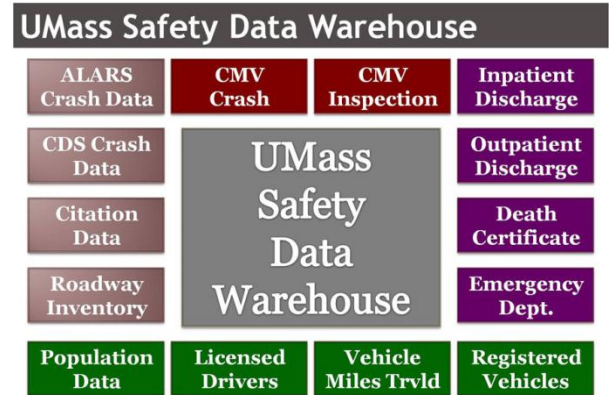 UMass Safety Data Warehouse
ALARS
Crash Data
CMV
Crash
CMV
Inspection
Inpatient
Discharge
CDS Crash
Data
Citation
Data
Roadway
Inventory
UMass
Safety
Data
Warehouse
Outpatient
Discharge
Death
Certificate
Emergency
Dept.
Population
Data
Licensed
Drivers
Vehicle
Miles Trvld
Registered
Vehicles